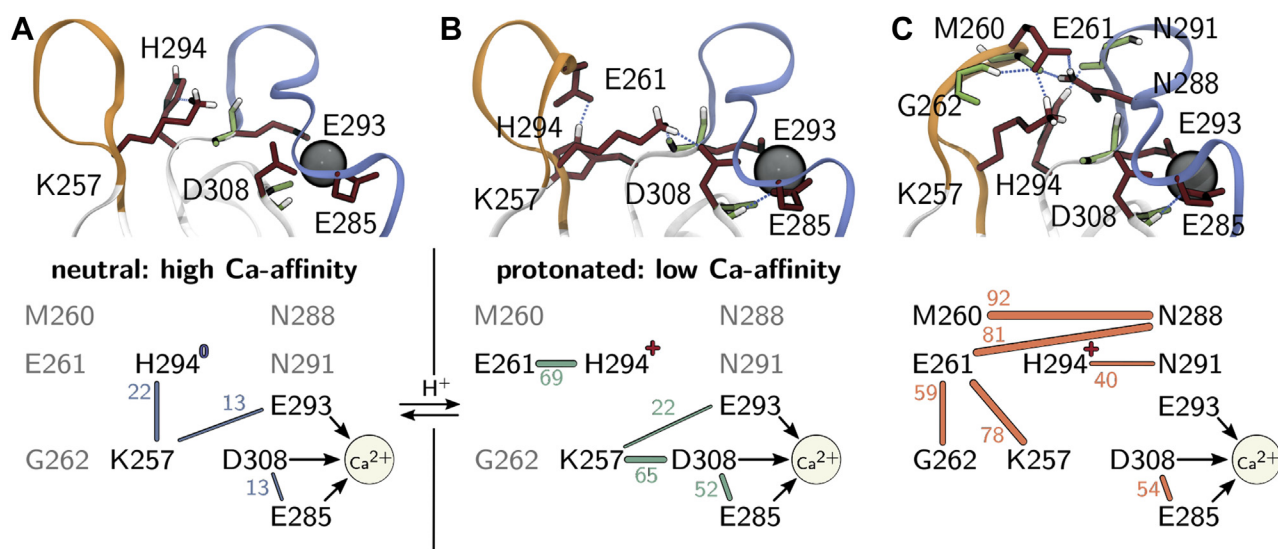 A
H294
K257
D308
E293
E285
B
E261
H294
K257
D308
E293
E285
C
M260
E261
N291
N288
G262
E293
K257
H294
D308
E285
neutral: high Ca-affinity
M260
N288
E261
H294⁰
N291
22
13
E293
G262
K257
D308
Ca²⁺
13
E285
H⁺
protonated: low Ca-affinity
M260
N288
E261
H294⁺
N291
69
22
E293
G262
K257
D308
Ca²⁺
65
52
E285
92
M260
N288
81
E261
H294⁺
N291
59
40
78
E293
G262
K257
D308
Ca²⁺
54
E285